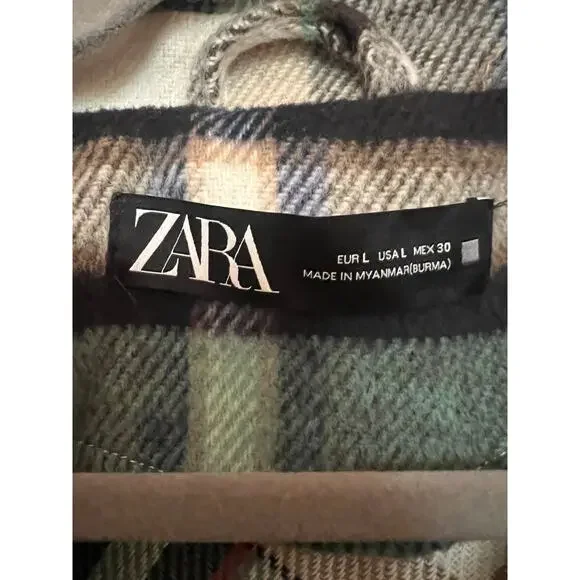 ZARA
EUR L USA L MEX 30
MADE IN MYANMAR(BURMA)